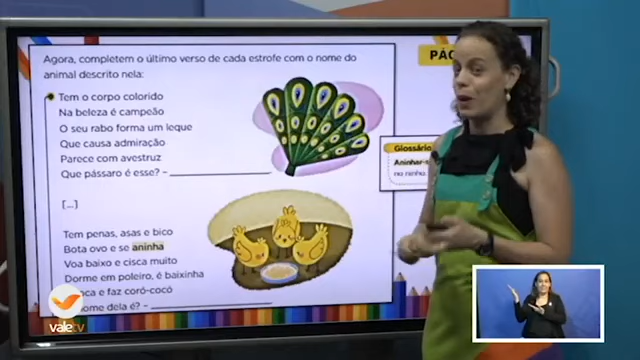 Agora, completem o último verso de cada estrofe com o nome do
animal descrito nela:
Tem o corpo colorido
Na beleza é campeão
O seu rabo forma um leque
Que causa admiração
Parece com avestruz
Que pássaro é esse? –
[...]
Tem penas, asas e bico
Bota ovo e se aninha
Voa baixo e cisca muito
Dorme em poleiro, é baixinha
e faz coró-cocó
nome dela é? –
Glossário
no ninho.
valetv